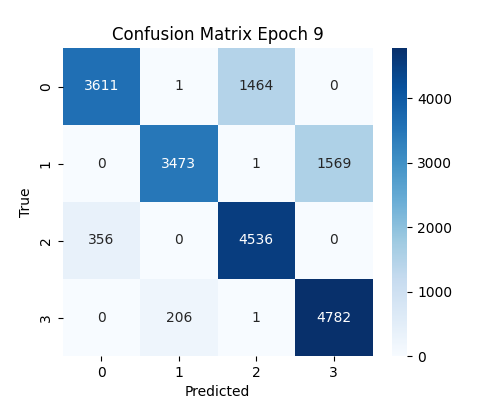 Confusion Matrix Epoch 9
0 3611 1 1464 0 4000
1 0 3473 1 1569 3000
True
2 356 0 4536 0 2000
3 0 206 1 4782 1000
0
0 1 2 3
Predicted